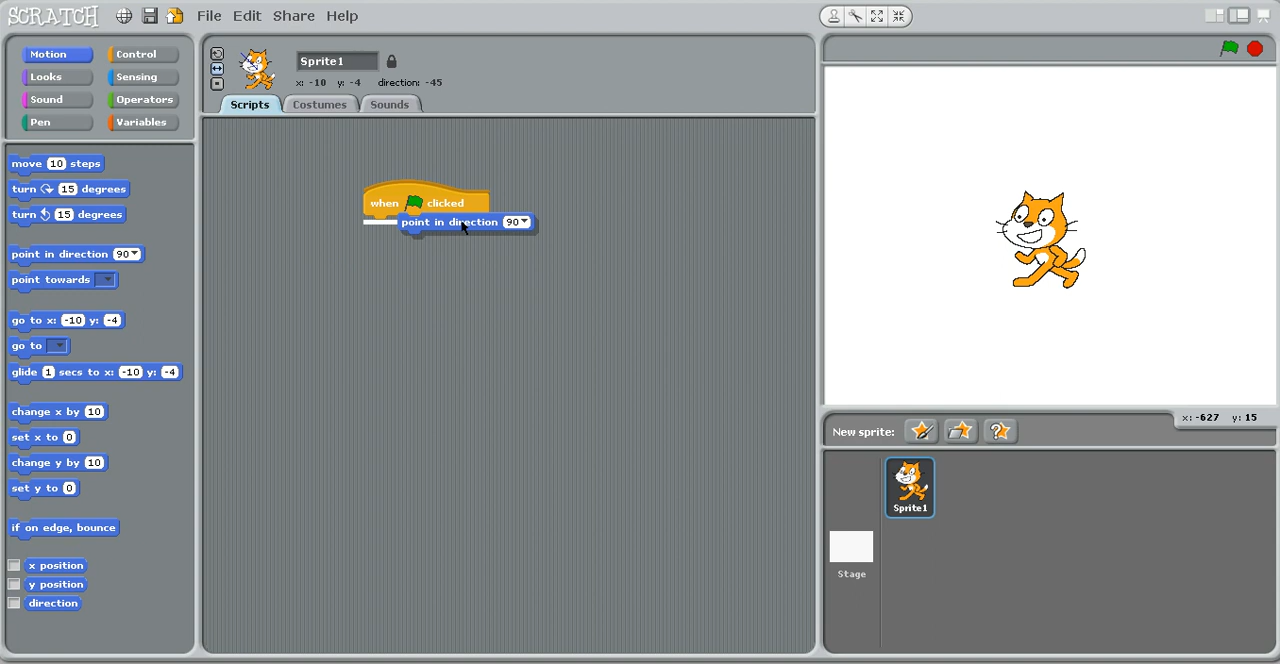 SCRATCH File Edit Share Help
Motion Control
Looks Sensing
Sound Operators
Pen Variables
move 10 steps
turn 15 degrees
turn 15 degrees
point in direction 90
point towards
go to x: -10 y: -4
go to
glide 1 secs to x: -10 y: -4
change x by 10
set x to 0
change y by 10
set y to 0
if on edge, bounce
x position
y position
direction
Sprite1
x: -10 y: -4 direction: -45
Scripts Costumes Sounds
when clicked
point in direction 90
x: -627 y: 15
New sprite:
Sprite1
Stage